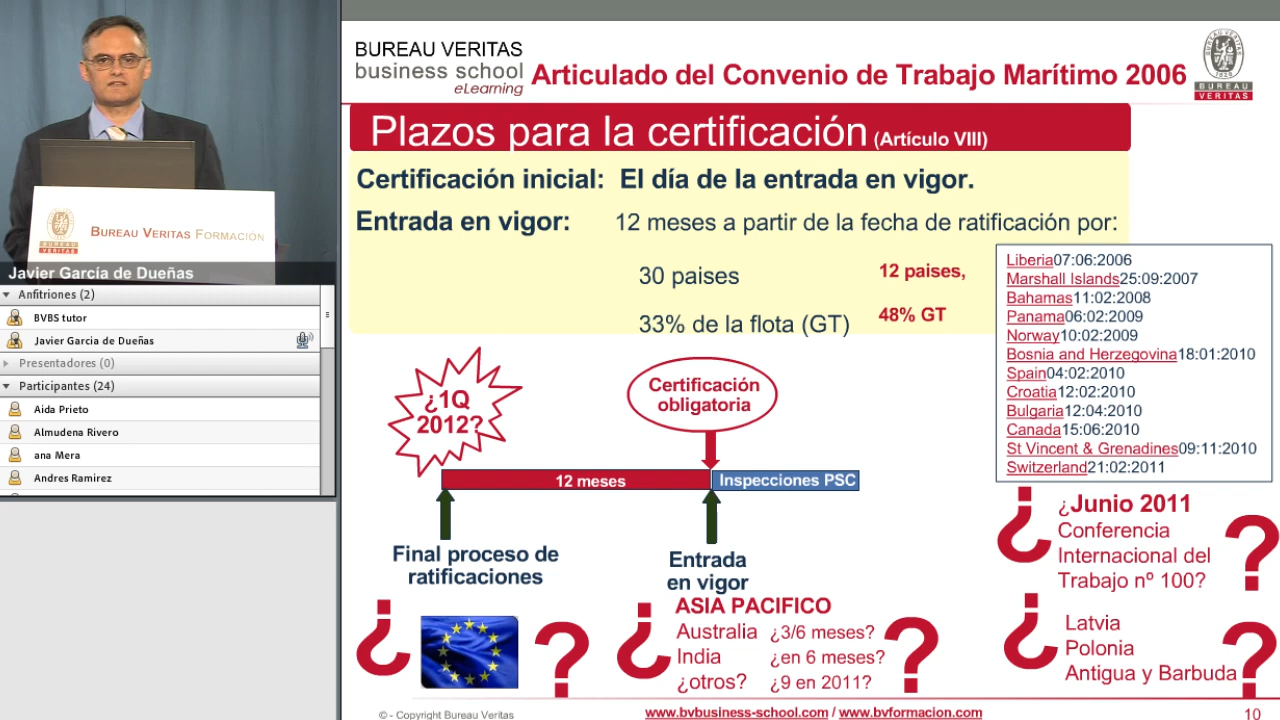 BUREAU VERITAS
business school
eLearning
Articulado del Convenio de Trabajo Marítimo 2006
1828
BUREAU
VERITAS
Plazos para la certificación (Artículo VIII)
Certificación inicial: El día de la entrada en vigor.
Entrada en vigor: 12 meses a partir de la fecha de ratificación por:
30 paises 12 paises,
33% de la flota (GT) 48% GT
Liberia07:06:2006
Marshall Islands25:09:2007
Bahamas11:02:2008
Panama06:02:2009
Norway10:02:2009
Bosnia and Herzegovina18:01:2010
Spain04:02:2010
Croatia12:02:2010
Bulgaria12:04:2010
Canada15:06:2010
St Vincent & Grenadines09:11:2010
Switzerland21:02:2011
¿1Q
2012?
Certificación
obligatoria
12 meses
Inspecciones PSC
Final proceso de
ratificaciones
Entrada
en vigor
¿ ?
¿Junio 2011
Conferencia
Internacional del
Trabajo nº 100?
¿ ?
¿ ?
ASIA PACIFICO
Australia ¿3/6 meses?
India ¿en 6 meses?
¿otros? ¿9 en 2011?
¿ ?
Latvia
Polonia
Antigua y Barbuda
© - Copyright Bureau Veritas
www.bvbusiness-school.com / www.bvformacion.com
10
BUREAU
VERITAS
BUREAU VERITAS FORMACIÓN
Javier García de Dueñas
Anfitriones (2)
BVBS tutor
Javier Garcia de Dueñas
Presentadores (0)
Participantes (24)
Aida Prieto
Almudena Rivero
ana Mera
Andres Ramirez